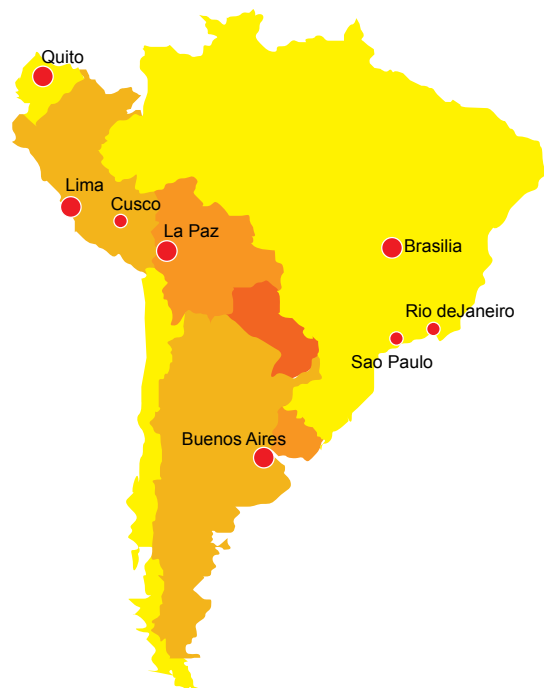 Quito
Lima
Cusco
La Paz
Brasilia
Rio deJaneiro
Sao Paulo
Buenos Aires